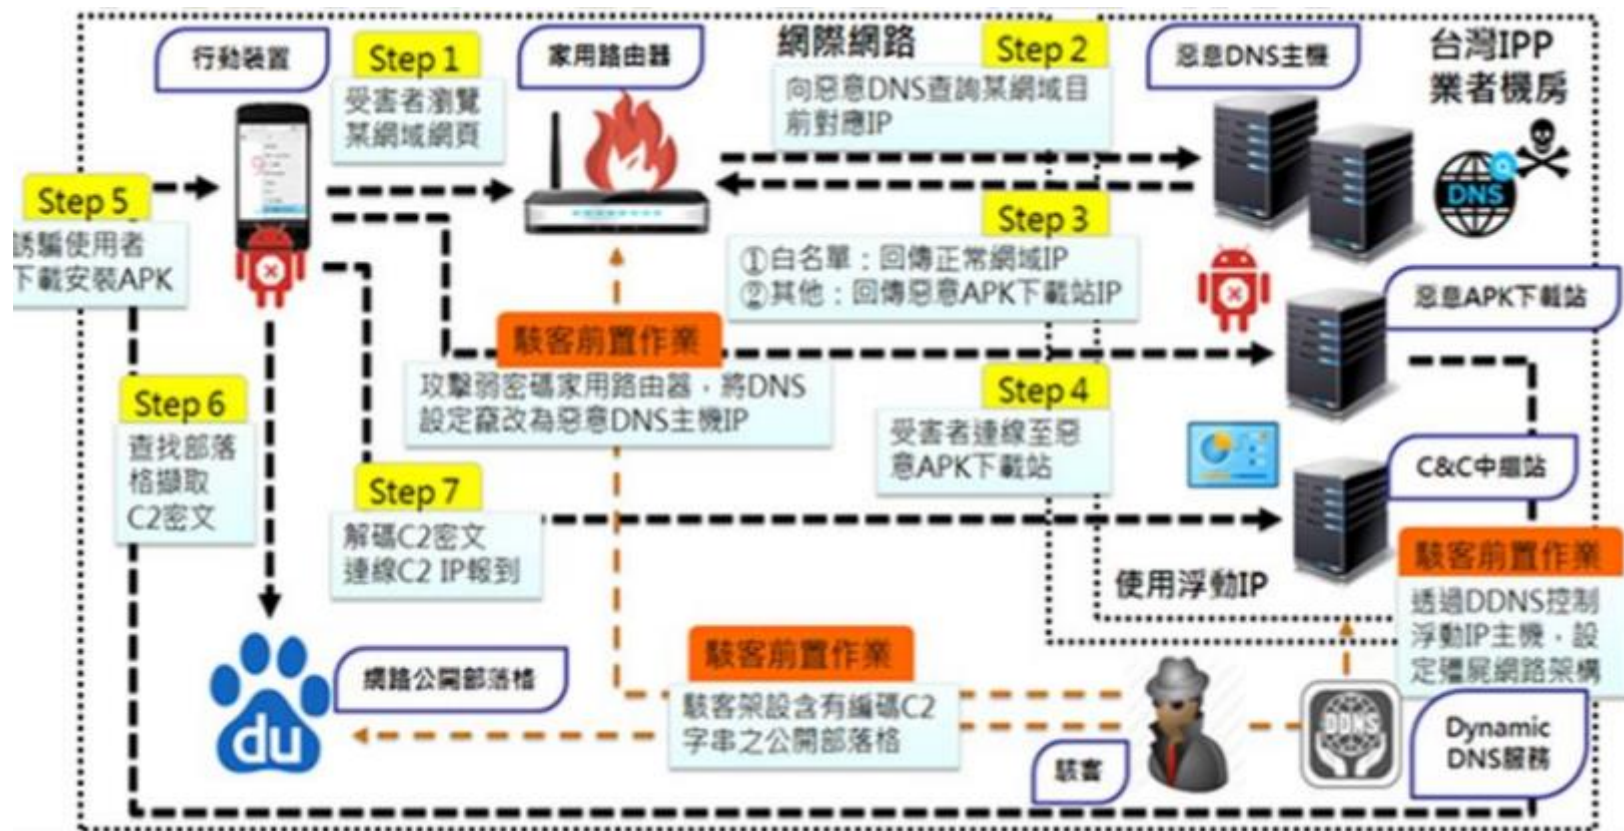 行動裝置
Step 1
受害者瀏覽
某網域網頁
家用路由器
網際網路
Step 2
向惡意DNS查詢某網域目
前對應IP
惡意DNS主機
台灣IPP
業者機房
DNS
Step 5
誘騙使用者
下載安裝APK
Step 3
①白名單：回傳正常網域IP
②其他：回傳惡意APK下載站IP
惡意APK下載站
駭客前置作業
攻擊弱密碼家用路由器，將DNS
設定竄改為惡意DNS主機IP
Step 4
受害者連線至惡
意APK下載站
Step 6
查找部落
格擷取
C2密文
Step 7
解碼C2密文
連線C2 IP報到
C&C中繼站
使用浮動IP
駭客前置作業
透過DDNS控制
浮動IP主機，設
定殭屍網路架構
du
網路公開部落格
駭客前置作業
駭客架設含有編碼C2
字串之公開部落格
駭客
DDNS
Dynamic
DNS服務